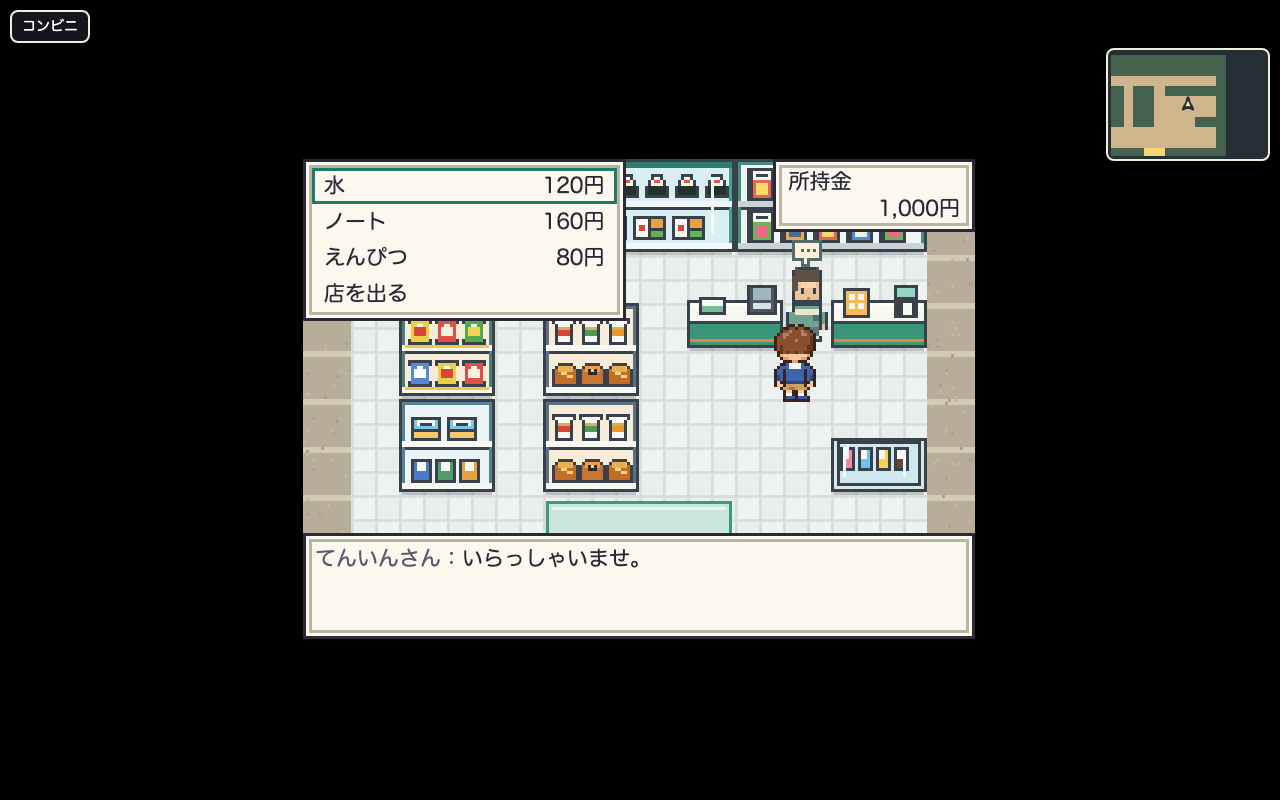 コンビニ
水 120円
ノート 160円
えんぴつ 80円
店を出る
所持金
1,000円
てんいんさん：いらっしゃいませ。